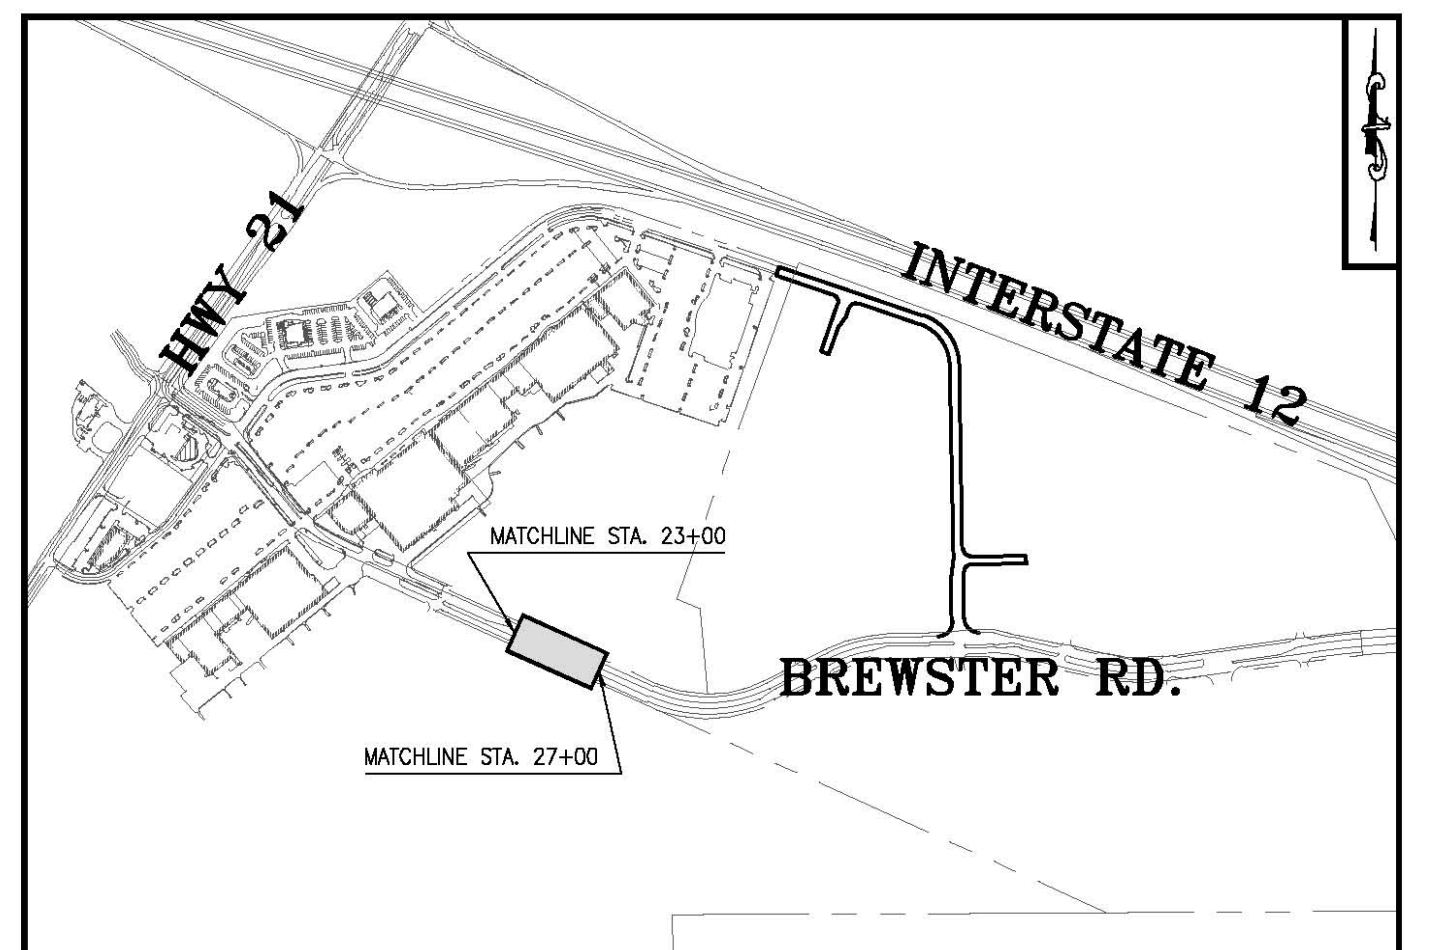 HWY 21
INTERSTATE 12
MATCHLINE STA. 23+00
BREWSTER RD.
MATCHLINE STA. 27+00